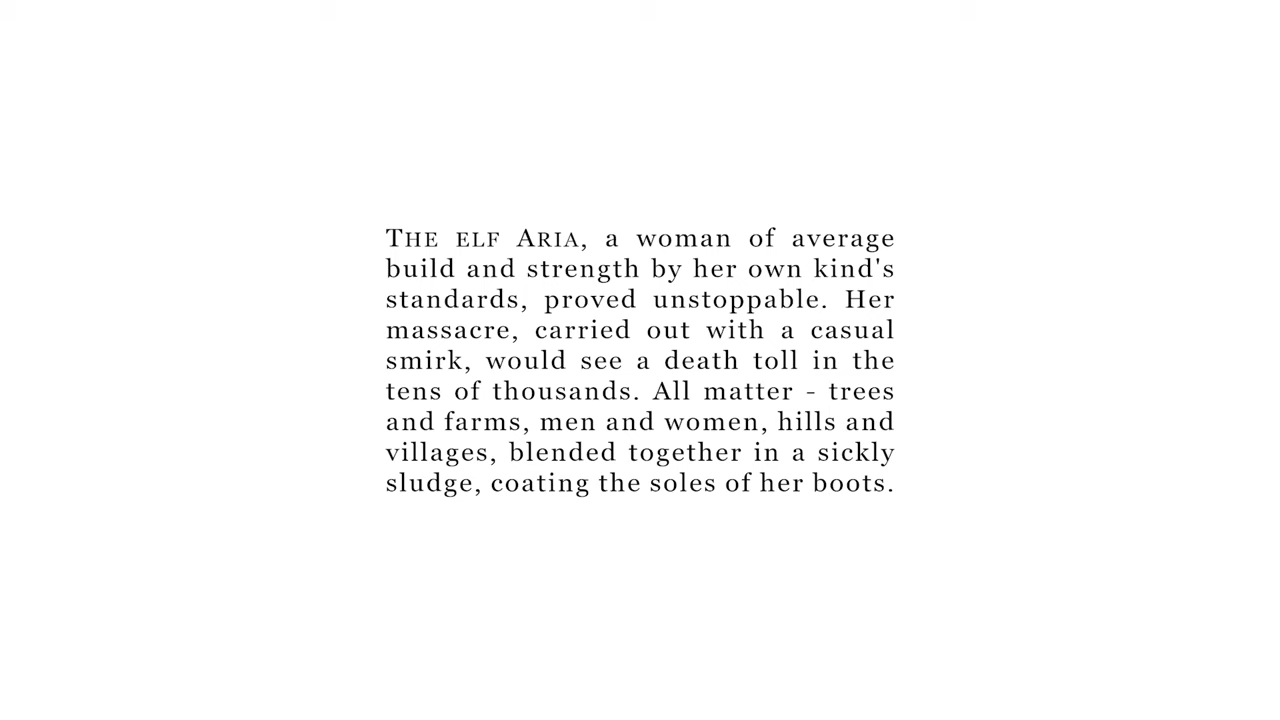 THE ELF ARIA, a woman of average
build and strength by her own kind's
standards, proved unstoppable. Her
massacre, carried out with a casual
smirk, would see a death toll in the
tens of thousands. All matter - trees
and farms, men and women, hills and
villages, blended together in a sickly
sludge, coating the soles of her boots.